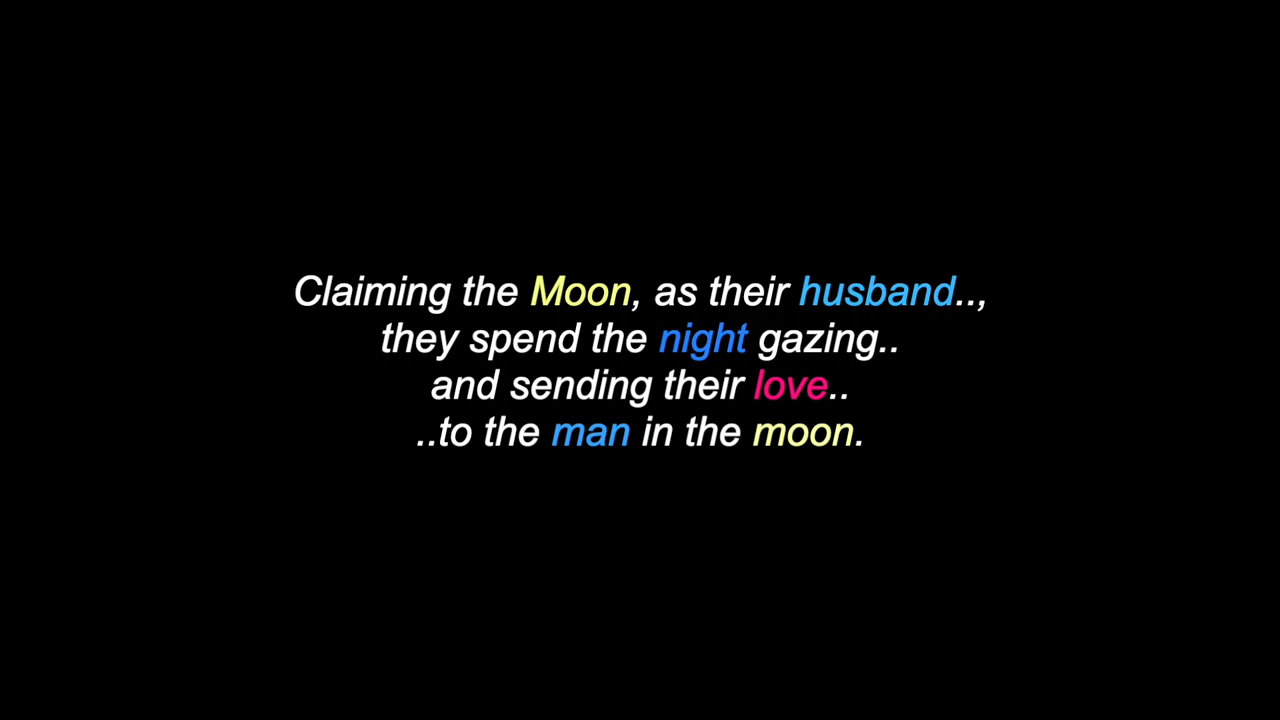 Claiming the Moon, as their husband..,
they spend the night gazing..
and sending their love..
..to the man in the moon.